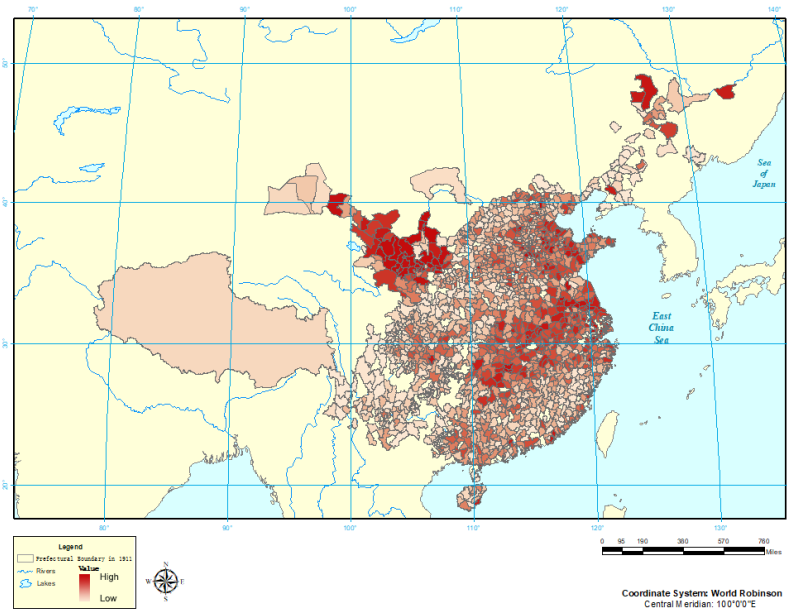 70° 80° 90° 100° 110° 120° 130° 140°
50°
Sea
of
Japan
40°
East
China
Sea
30°
20°
80° 90° 100° 110° 120° 130°
Legend
Prefectural Boundary in 1911
Rivers
Lakes
Value
High
Low
N
W E
S
0 95 190 380 570 760
Miles
Coordinate System: World Robinson
Central Meridian: 100°0'0"E